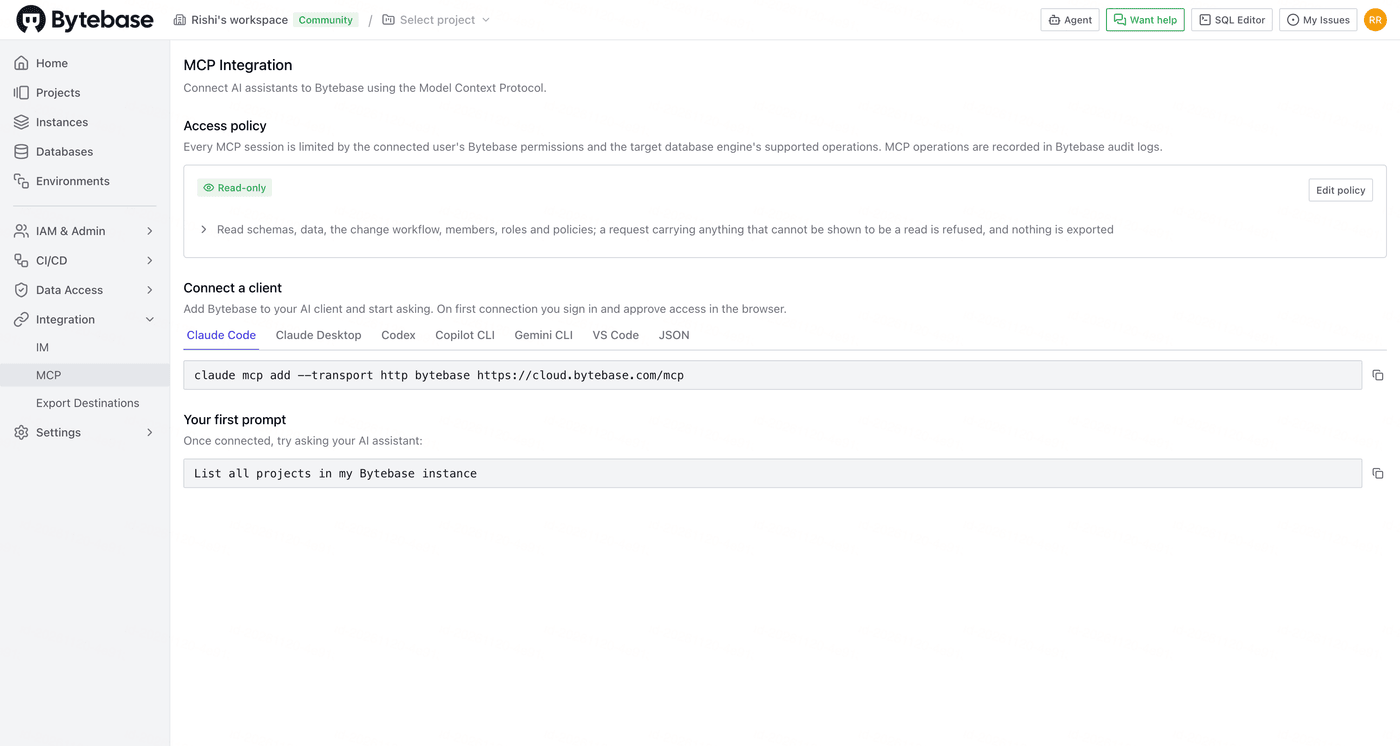 Bytebase
Rishi's workspace Community / Select project
Agent
Want help
SQL Editor
My Issues
RR
Home
Projects
Instances
Databases
Environments
IAM & Admin
CI/CD
Data Access
Integration
IM
MCP
Export Destinations
Settings
MCP Integration
Connect AI assistants to Bytebase using the Model Context Protocol.
Access policy
Every MCP session is limited by the connected user's Bytebase permissions and the target database engine's supported operations. MCP operations are recorded in Bytebase audit logs.
Read-only
Edit policy
Read schemas, data, the change workflow, members, roles and policies; a request carrying anything that cannot be shown to be a read is refused, and nothing is exported
Connect a client
Add Bytebase to your AI client and start asking. On first connection you sign in and approve access in the browser.
Claude Code Claude Desktop Codex Copilot CLI Gemini CLI VS Code JSON
claude mcp add --transport http bytebase https://cloud.bytebase.com/mcp
Your first prompt
Once connected, try asking your AI assistant:
List all projects in my Bytebase instance